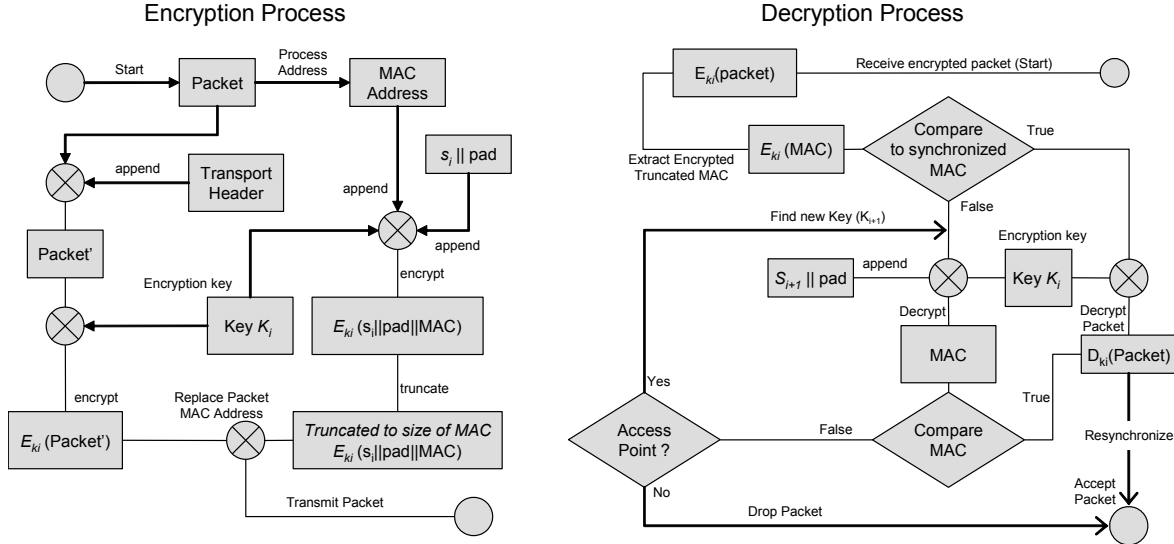 Encryption Process
Start
Packet
Process
Address
MAC
Address
s_i || pad
append
Transport
Header
append
append
Packet'
encrypt
Encryption key
Key K_i
E_ki (s_i||pad||MAC)
truncate
encrypt
Replace Packet
MAC Address
E_ki (Packet')
Truncated to size of MAC
E_ki (s_i||pad||MAC)
Transmit Packet
Decryption Process
E_ki(packet)
Receive encrypted packet (Start)
Extract Encrypted
Truncated MAC
E_ki (MAC)
Compare
to synchronized
MAC
True
False
Find new Key (K_i+1)
Encryption key
S_i+1 || pad
append
Key K_i
Decrypt
Decrypt
Packet
MAC
D_ki(Packet)
Yes
True
Access
Point ?
False
Compare
MAC
Resynchronize
No
Drop Packet
Accept
Packet